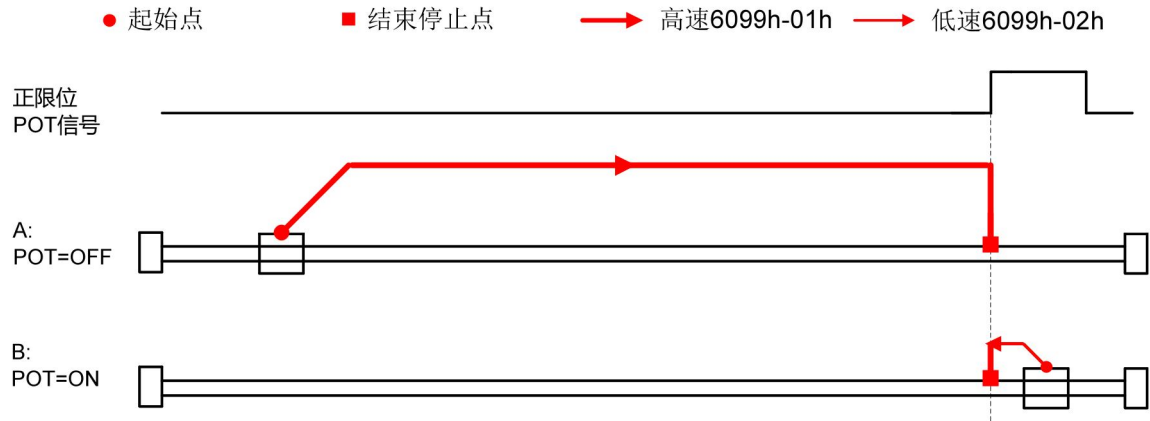 起始点 结束停止点 高速6099h-01h 低速6099h-02h
正限位
POT信号
A:
POT=OFF
B:
POT=ON